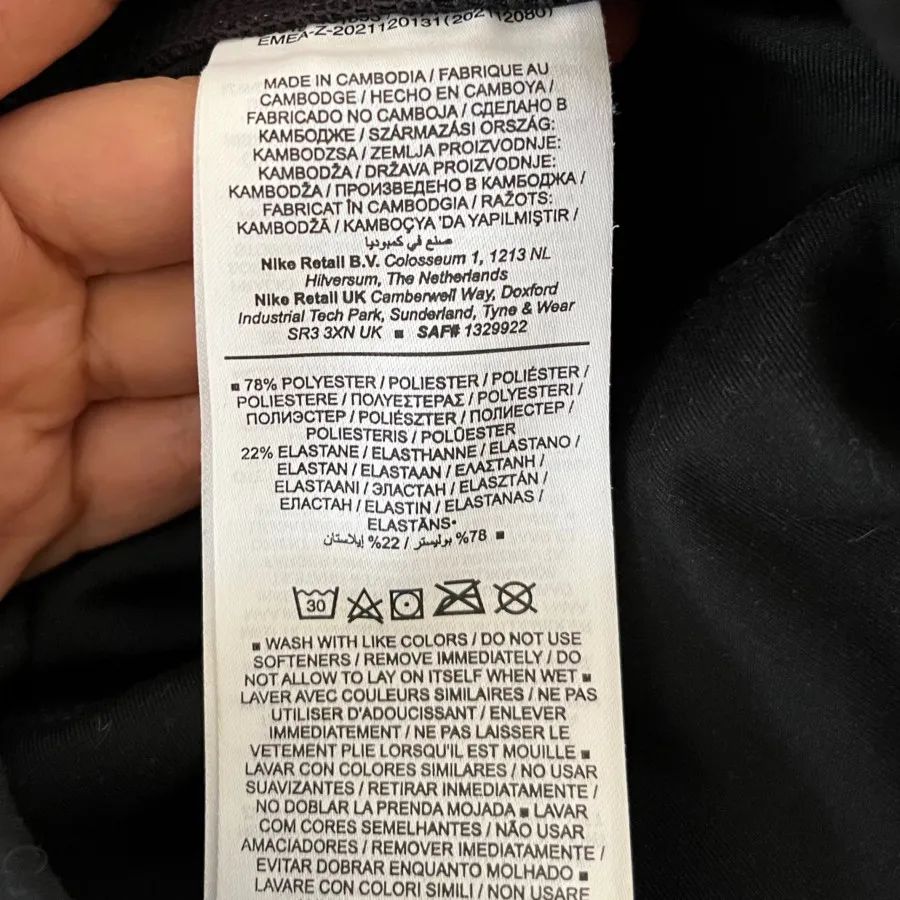 EMEA-Z-2021120131(202112080)
MADE IN CAMBODIA / FABRIQUE AU
CAMBODGE / HECHO EN CAMBOYA /
FABRICADO NO CAMBOJA / СДЕЛАНО В
КАМБОДЖЕ / SZÁRMAZÁSI ORSZÁG:
KAMBODZSA / ZEMLJA PROIZVODNJE:
KAMBODŽA / DRŽAVA PROIZVODNJE:
KAMBODŽA / ПРОИЗВЕДЕНО В КАМБОДЖА /
FABRICAT ÎN CAMBODGIA / RAŽOTS:
KAMBODŽĀ / KAMBOÇYA 'DA YAPILMIŞTIR /
صنع في كمبوديا
Nike Retail B.V. Colosseum 1, 1213 NL
Hilversum, The Netherlands
Nike Retail UK Camberwell Way, Doxford
Industrial Tech Park, Sunderland, Tyne & Wear
SR3 3XN UK ■ SAF# 1329922
■ 78% POLYESTER / POLIESTER / POLIÉSTER /
POLIESTERE / ΠΟΛΥΕΣΤΕΡΑΣ / POLYESTERI /
ПОЛИЭСТЕР / POLIÉSZTER / ПОЛИЕСТЕР /
POLIESTERIS / POLÜESTER
22% ELASTANE / ELASTHANNE / ELASTANO /
ELASTAN / ELASTAAN / ΕΛΑΣΤΑΝΗ /
ELASTAANI / ЭЛАСТАН / ELASZTÁN /
ЕЛАСТАН / ELASTIN / ELASTANAS /
ELASTĀNS•
78% بوليستر / 22% إيلاستان ■
30
■ WASH WITH LIKE COLORS / DO NOT USE
SOFTENERS / REMOVE IMMEDIATELY / DO
NOT ALLOW TO LAY ON ITSELF WHEN WET ■
LAVER AVEC COULEURS SIMILAIRES / NE PAS
UTILISER D'ADOUCISSANT / ENLEVER
IMMEDIATEMENT / NE PAS LAISSER LE
VETEMENT PLIE LORSQU'IL EST MOUILLE ■
LAVAR CON COLORES SIMILARES / NO USAR
SUAVIZANTES / RETIRAR INMEDIATAMENTE /
NO DOBLAR LA PRENDA MOJADA ■ LAVAR
COM CORES SEMELHANTES / NÃO USAR
AMACIADORES / REMOVER IMEDIATAMENTE /
EVITAR DOBRAR ENQUANTO MOLHADO ■
LAVARE CON COLORI SIMILI / NON USARE